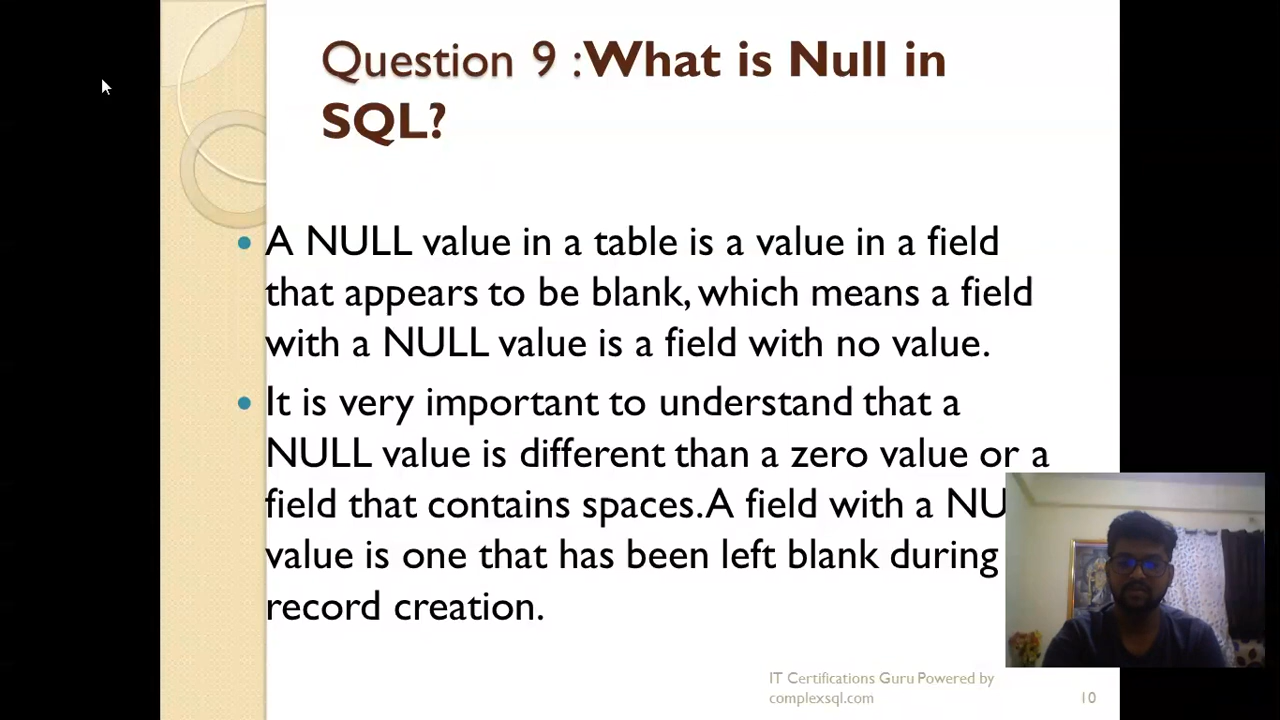 Question 9 :What is Null in
SQL?
A NULL value in a table is a value in a field
that appears to be blank, which means a field
with a NULL value is a field with no value.
It is very important to understand that a
NULL value is different than a zero value or a
field that contains spaces. A field with a NU
value is one that has been left blank during
record creation.
IT Certifications Guru Powered by
complexsql.com
10